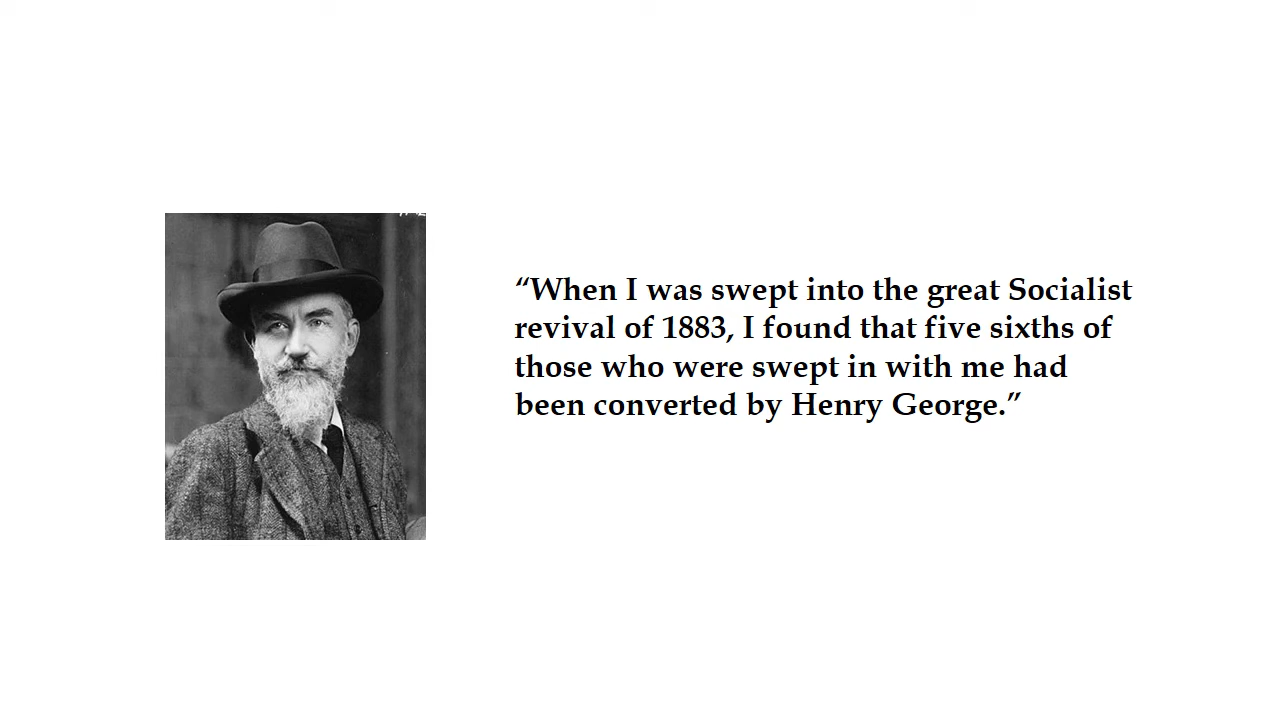 “When I was swept into the great Socialist
revival of 1883, I found that five sixths of
those who were swept in with me had
been converted by Henry George.”